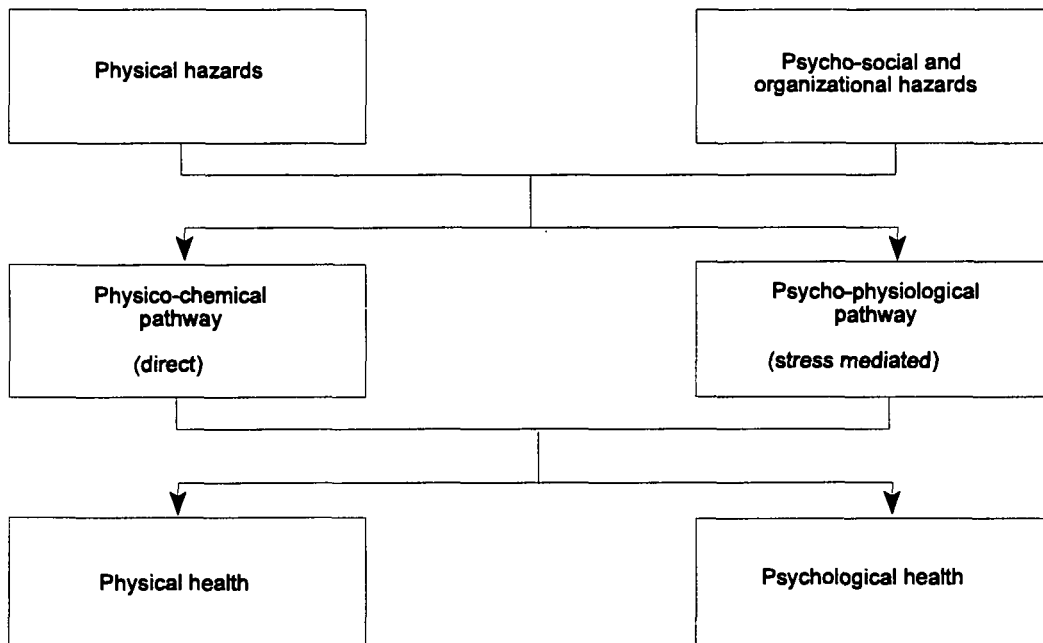 Physical hazards
Psycho-social and
organizational hazards
Physico-chemical
pathway
(direct)
Psycho-physiological
pathway
(stress mediated)
Physical health
Psychological health